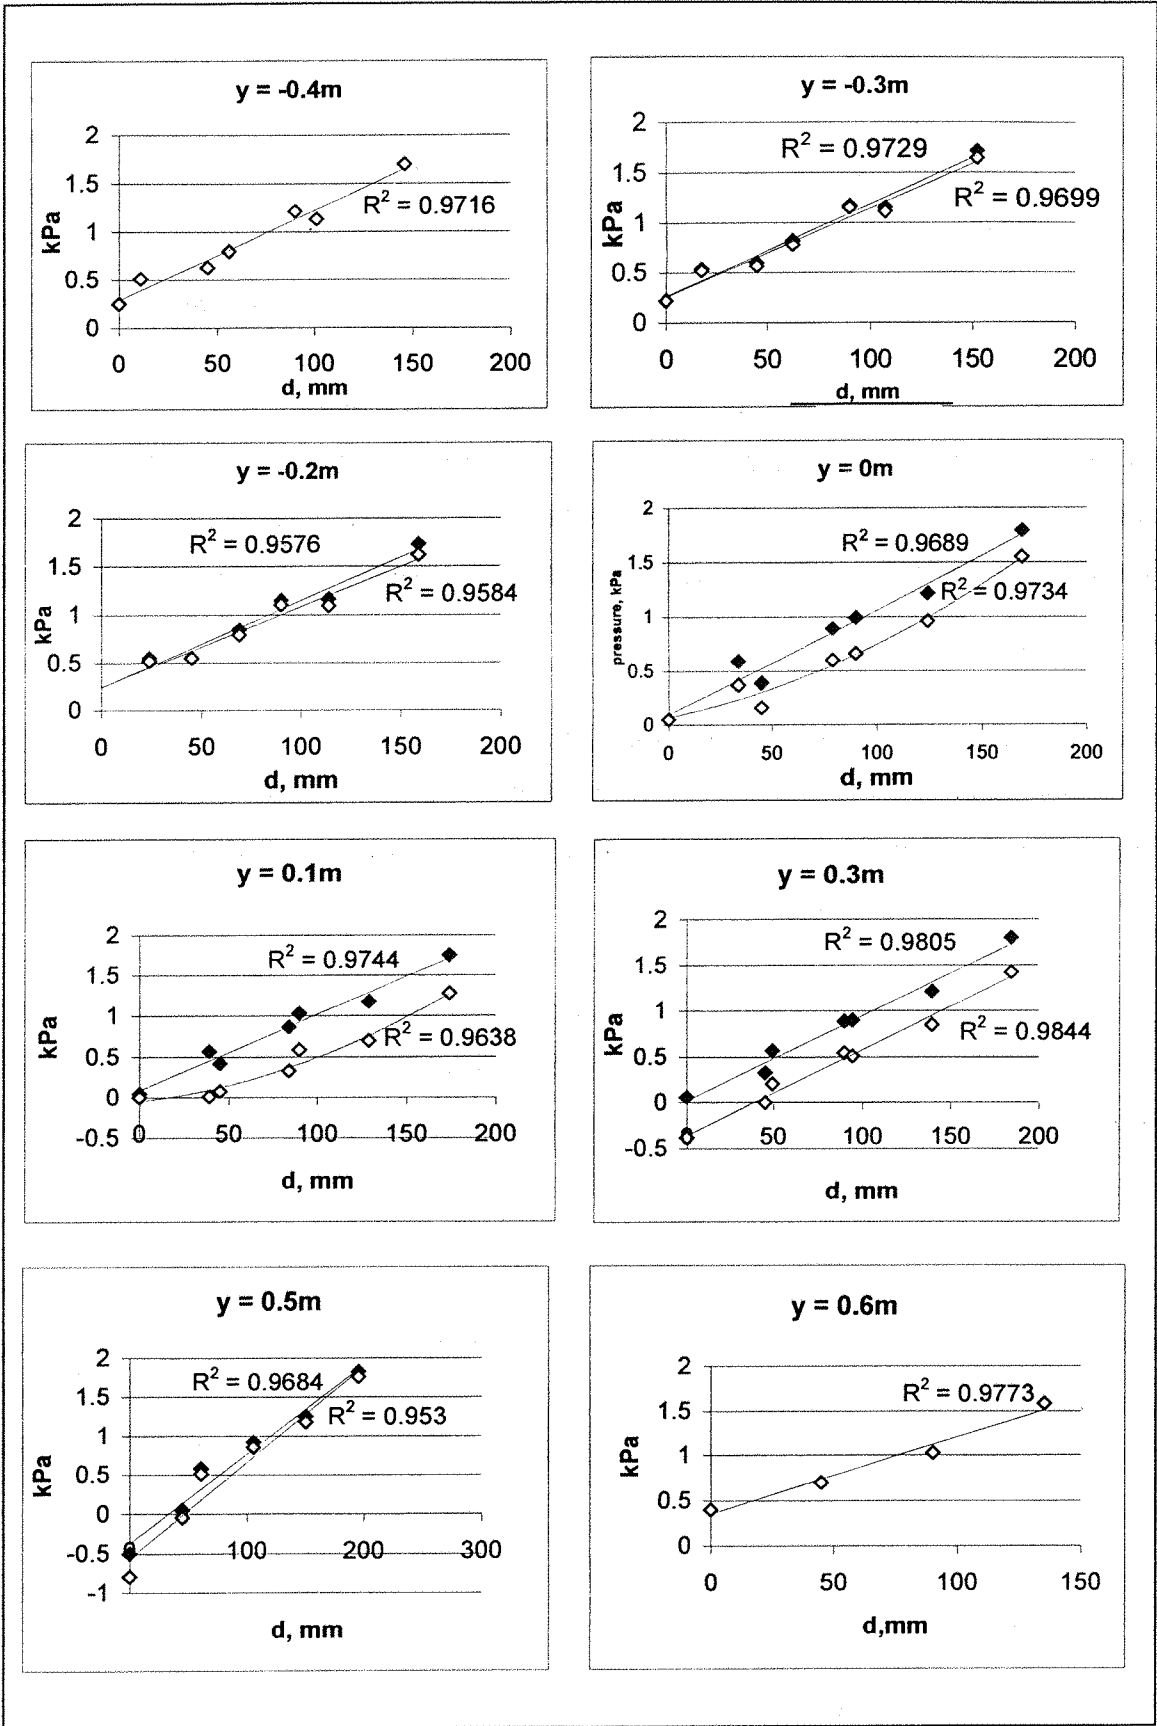 y = -0.4m
2
1.5
R² = 0.9716
1
kPa
0.5
0
0 50 100 150 200
d, mm
y = -0.3m
2
R² = 0.9729
1.5
R² = 0.9699
kPa
1
0.5
0
0 50 100 150 200
d, mm
y = -0.2m
2
R² = 0.9576
1.5
R² = 0.9584
kPa
1
0.5
0
0 50 100 150 200
d, mm
y = 0m
2
R² = 0.9689
1.5
R² = 0.9734
pressure, kPa
1
0.5
0
0 50 100 150 200
d, mm
y = 0.1m
2
R² = 0.9744
1.5
kPa
1
R² = 0.9638
0.5
0
-0.5
0 50 100 150 200
d, mm
y = 0.3m
2
R² = 0.9805
1.5
kPa
1
R² = 0.9844
0.5
0
-0.5
0 50 100 150 200
d, mm
y = 0.5m
2
R² = 0.9684
1.5
R² = 0.953
1
kPa
0.5
0
-0.5
0 100 200 300
-1
d, mm
y = 0.6m
2
R² = 0.9773
1.5
kPa
1
0.5
0
0 50 100 150
d,mm